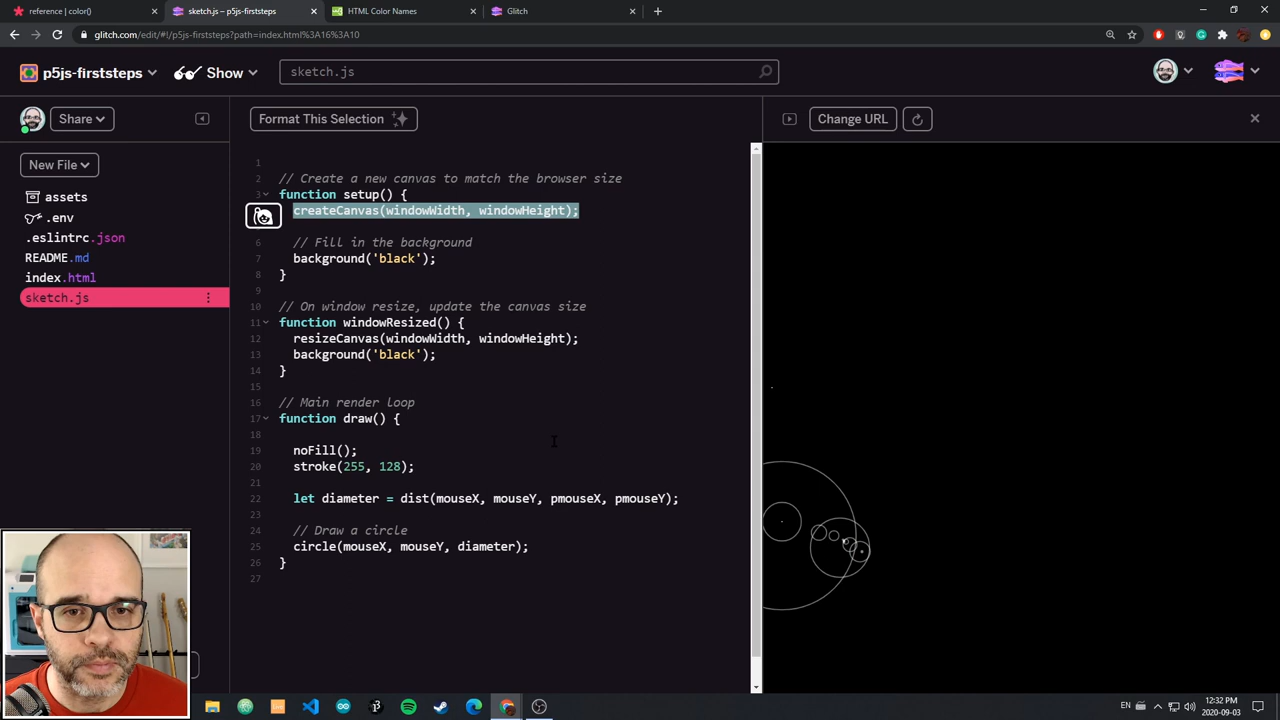 reference | color()
sketch.js – p5js-firststeps
HTML Color Names
Glitch
glitch.com/edit/#!/p5js-firststeps?path=index.html%3A16%3A10
p5js-firststeps
Show
sketch.js
Share
Format This Selection
Change URL
New File
assets
.env
.eslintrc.json
README.md
index.html
sketch.js
1
2 // Create a new canvas to match the browser size
3 function setup() {
createCanvas(windowWidth, windowHeight);
6 // Fill in the background
7 background('black');
8 }
9
10 // On window resize, update the canvas size
11 function windowResized() {
12 resizeCanvas(windowWidth, windowHeight);
13 background('black');
14 }
15
16 // Main render loop
17 function draw() {
18
19 noFill();
20 stroke(255, 128);
21
22 let diameter = dist(mouseX, mouseY, pmouseX, pmouseY);
23
24 // Draw a circle
25 circle(mouseX, mouseY, diameter);
26 }
27
EN
12:32 PM
2020-09-03